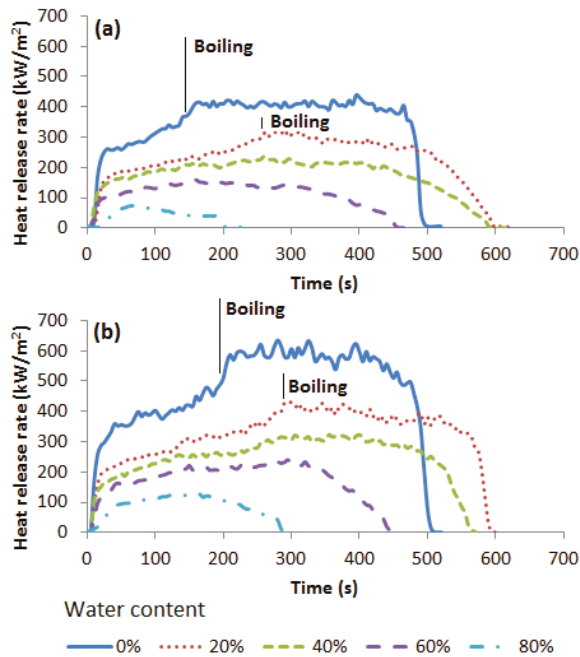 (a)
Heat release rate (kW/m²)
700
600
500
400
300
200
100
0
Boiling
Boiling
0 100 200 300 400 500 600 700
Time (s)
(b)
Heat release rate (kW/m²)
700
600
500
400
300
200
100
0
Boiling
Boiling
0 100 200 300 400 500 600 700
Time (s)
Water content
0% 20% 40% 60% 80%